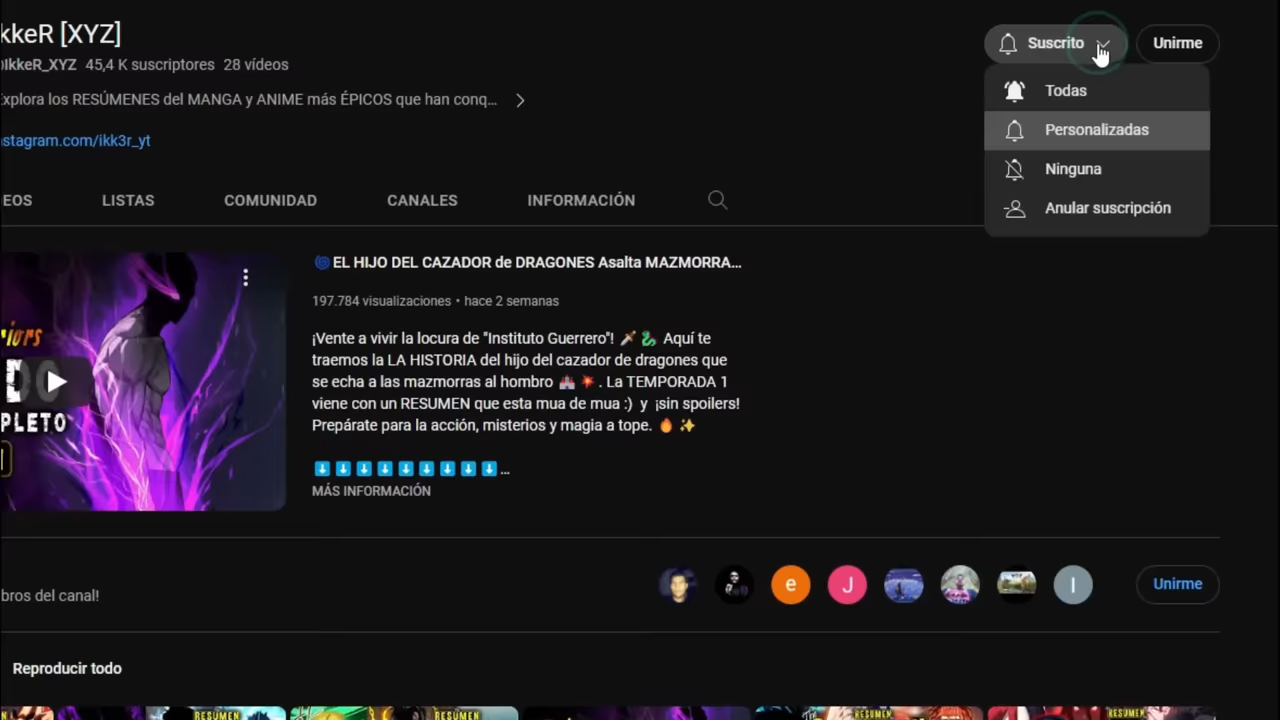 kkeR [XYZ]
Suscrito
Unirme
IkkeR_XYZ 45,4 K suscriptores 28 vídeos
Todas
xplora los RESÚMENES del MANGA y ANIME más ÉPICOS que han conq...
Personalizadas
stagram.com/ikk3r_yt
Ninguna
EOS
LISTAS
COMUNIDAD
CANALES
INFORMACIÓN
Anular suscripción
🌀EL HIJO DEL CAZADOR de DRAGONES Asalta MAZMORRA...
197.784 visualizaciones • hace 2 semanas
¡Vente a vivir la locura de "Instituto Guerrero"! 🗡️ 🐉 Aquí te
traemos la LA HISTORIA del hijo del cazador de dragones que
se echa a las mazmorras al hombro 🏰 💥 . La TEMPORADA 1
viene con un RESUMEN que esta mua de mua :) y ¡sin spoilers!
Prepárate para la acción, misterios y magia a tope. 🔥 ✨
⬇️⬇️⬇️⬇️⬇️⬇️⬇️⬇️⬇️...
MÁS INFORMACIÓN
iors
DO
PLETO
bros del canal!
e
J
I
Unirme
Reproducir todo
RESUMEN
RESUMEN
RESUMEN
RESUMEN